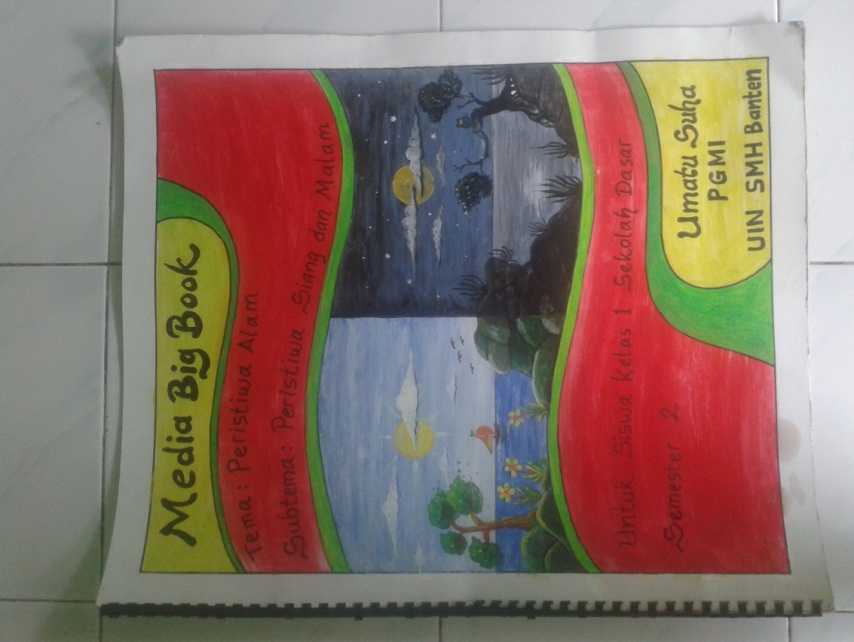 Media Big Book
Tema: Peristiwa Alam
Subtema: Peristiwa Siang dan Malam
Untuk Siswa Kelas 1 Sekolah Dasar
Semester 2
Umatu Suha
PGMI
UIN SMH Banten